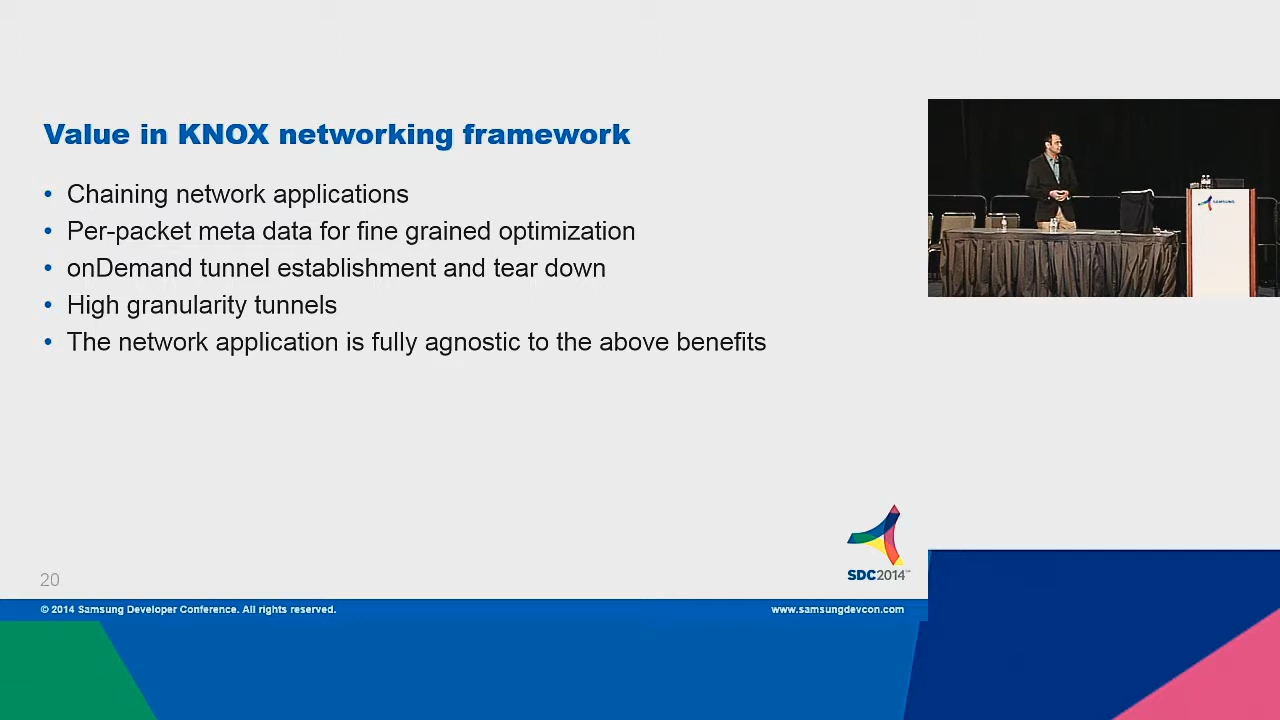 Value in KNOX networking framework
• Chaining network applications
• Per-packet meta data for fine grained optimization
• onDemand tunnel establishment and tear down
• High granularity tunnels
• The network application is fully agnostic to the above benefits
SAMSUNG
SDC2014™
20
© 2014 Samsung Developer Conference. All rights reserved.
www.samsungdevcon.com